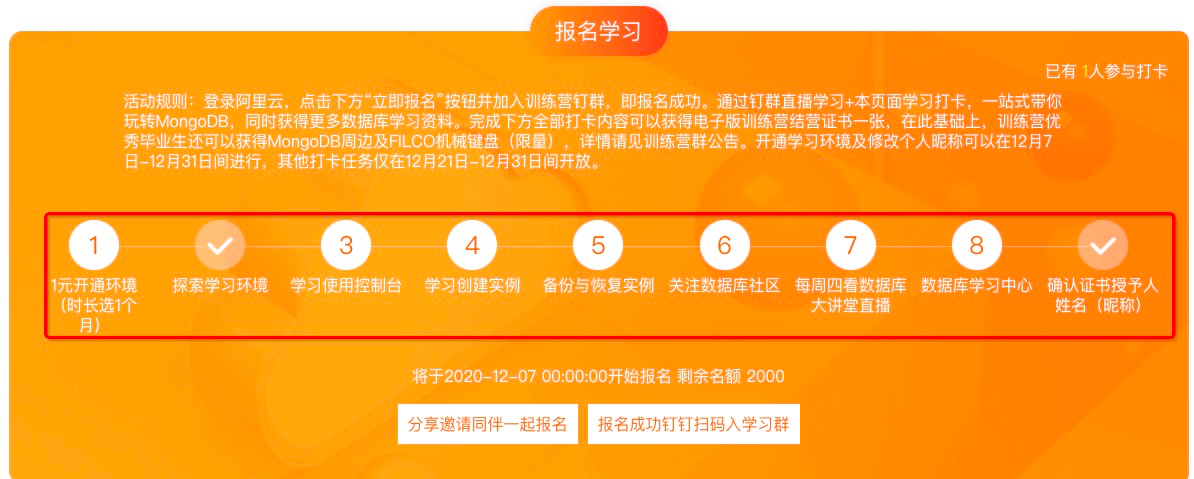 报名学习
已有 1人参与打卡
活动规则：登录阿里云，点击下方“立即报名”按钮并加入训练营钉群，即报名成功。通过钉群直播学习+本页面学习打卡，一站式带你
玩转MongoDB，同时获得更多数据库学习资料。完成下方全部打卡内容可以获得电子版训练营结营证书一张，在此基础上，训练营优
秀毕业生还可以获得MongoDB周边及FILCO机械键盘（限量），详情请见训练营群公告。开通学习环境及修改个人昵称可以在12月7
日-12月31日间进行，其他打卡任务仅在12月21日-12月31日间开放。
1
3
4
5
6
7
8
1元开通环境
（时长选1个
月）
探索学习环境
学习使用控制台
学习创建实例
备份与恢复实例
关注数据库社区
每周四看数据库
大讲堂直播
数据库学习中心
确认证书授予人
姓名（昵称）
将于2020-12-07 00:00:00开始报名 剩余名额 2000
分享邀请同伴一起报名
报名成功钉钉扫码入学习群